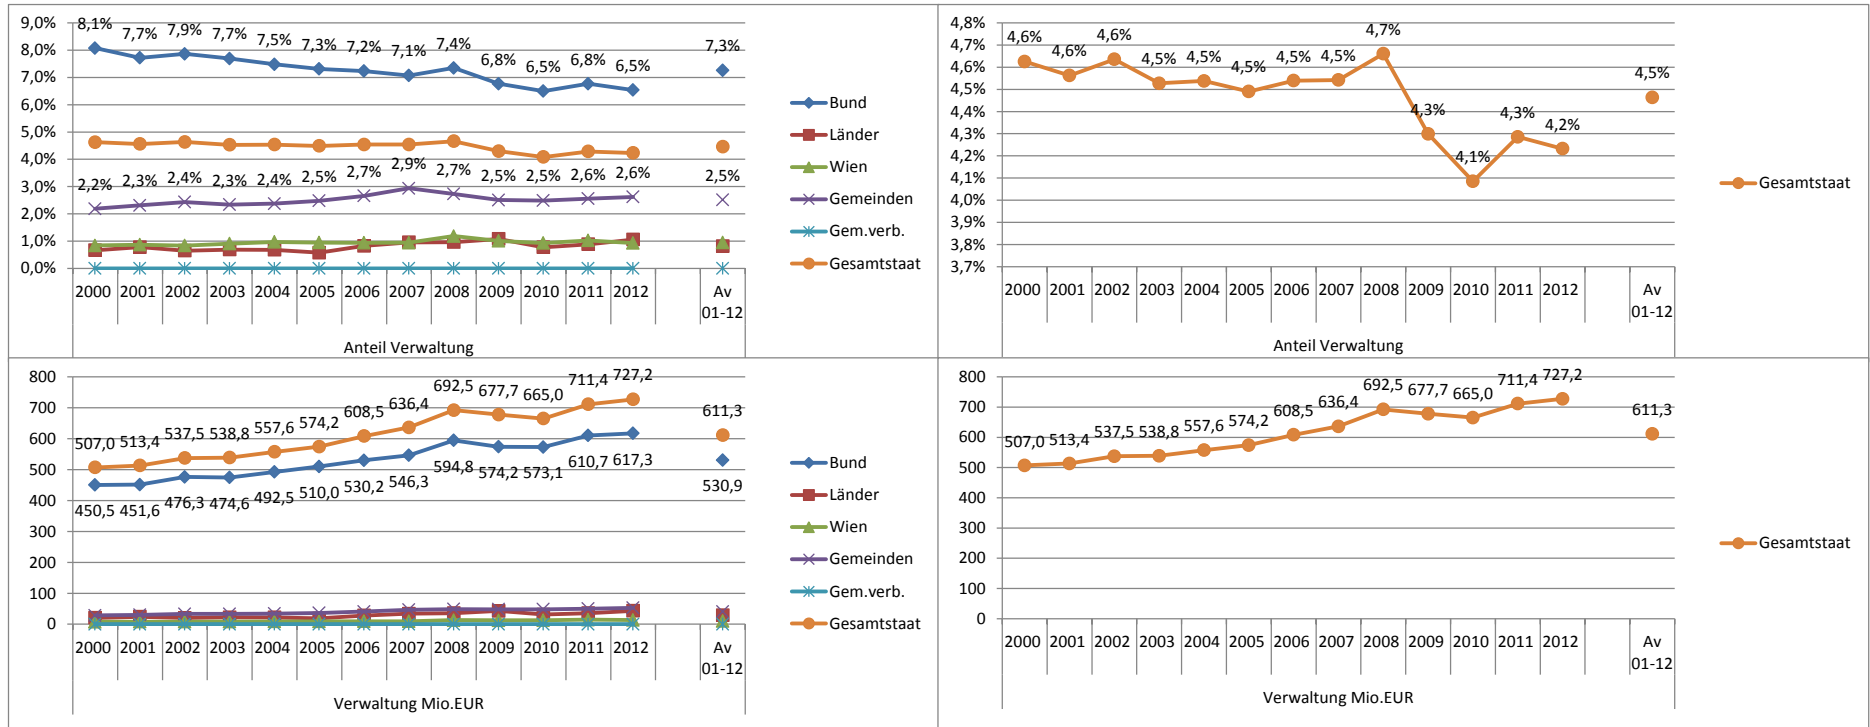 9,0%
8,0%
7,0%
6,0%
5,0%
4,0%
3,0%
2,0%
1,0%
0,0%
8,1% 7,7% 7,9% 7,7% 7,5% 7,3% 7,2% 7,1% 7,4% 6,8% 6,5% 6,8% 6,5% 7,3%
2,2% 2,3% 2,4% 2,3% 2,4% 2,5% 2,7% 2,9% 2,7% 2,5% 2,5% 2,6% 2,6% 2,5%
2000 2001 2002 2003 2004 2005 2006 2007 2008 2009 2010 2011 2012 Av
01-12
Anteil Verwaltung
Bund
Länder
Wien
Gemeinden
Gem.verb.
Gesamtstaat
4,8%
4,7%
4,6%
4,5%
4,4%
4,3%
4,2%
4,1%
4,0%
3,9%
3,8%
3,7%
4,6% 4,6% 4,6% 4,5% 4,5% 4,5% 4,5% 4,5% 4,7% 4,3% 4,1% 4,3% 4,2% 4,5%
2000 2001 2002 2003 2004 2005 2006 2007 2008 2009 2010 2011 2012 Av
01-12
Anteil Verwaltung
Gesamtstaat
800
700
600
500
400
300
200
100
0
507,0 513,4 537,5 538,8 557,6 574,2 608,5 636,4 692,5 677,7 665,0 711,4 727,2 611,3
450,5 451,6 476,3 474,6 492,5 510,0 530,2 546,3 594,8 574,2 573,1 610,7 617,3 530,9
2000 2001 2002 2003 2004 2005 2006 2007 2008 2009 2010 2011 2012 Av
01-12
Verwaltung Mio.EUR
Bund
Länder
Wien
Gemeinden
Gem.verb.
Gesamtstaat
800
700
600
500
400
300
200
100
0
507,0 513,4 537,5 538,8 557,6 574,2 608,5 636,4 692,5 677,7 665,0 711,4 727,2 611,3
2000 2001 2002 2003 2004 2005 2006 2007 2008 2009 2010 2011 2012 Av
01-12
Verwaltung Mio.EUR
Gesamtstaat